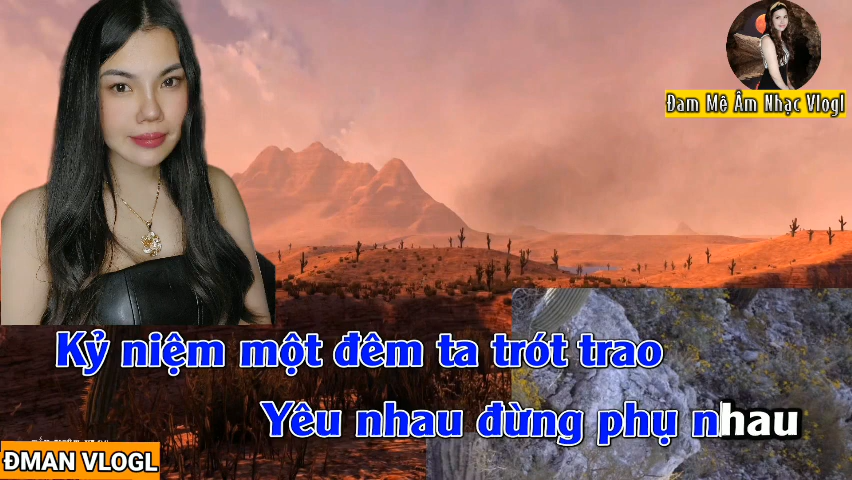 Đam Mê Âm Nhạc Vlogl
Kỷ niệm một đêm ta trót trao
Yêu nhau đừng phụ nhau
ĐMAN VLOGL